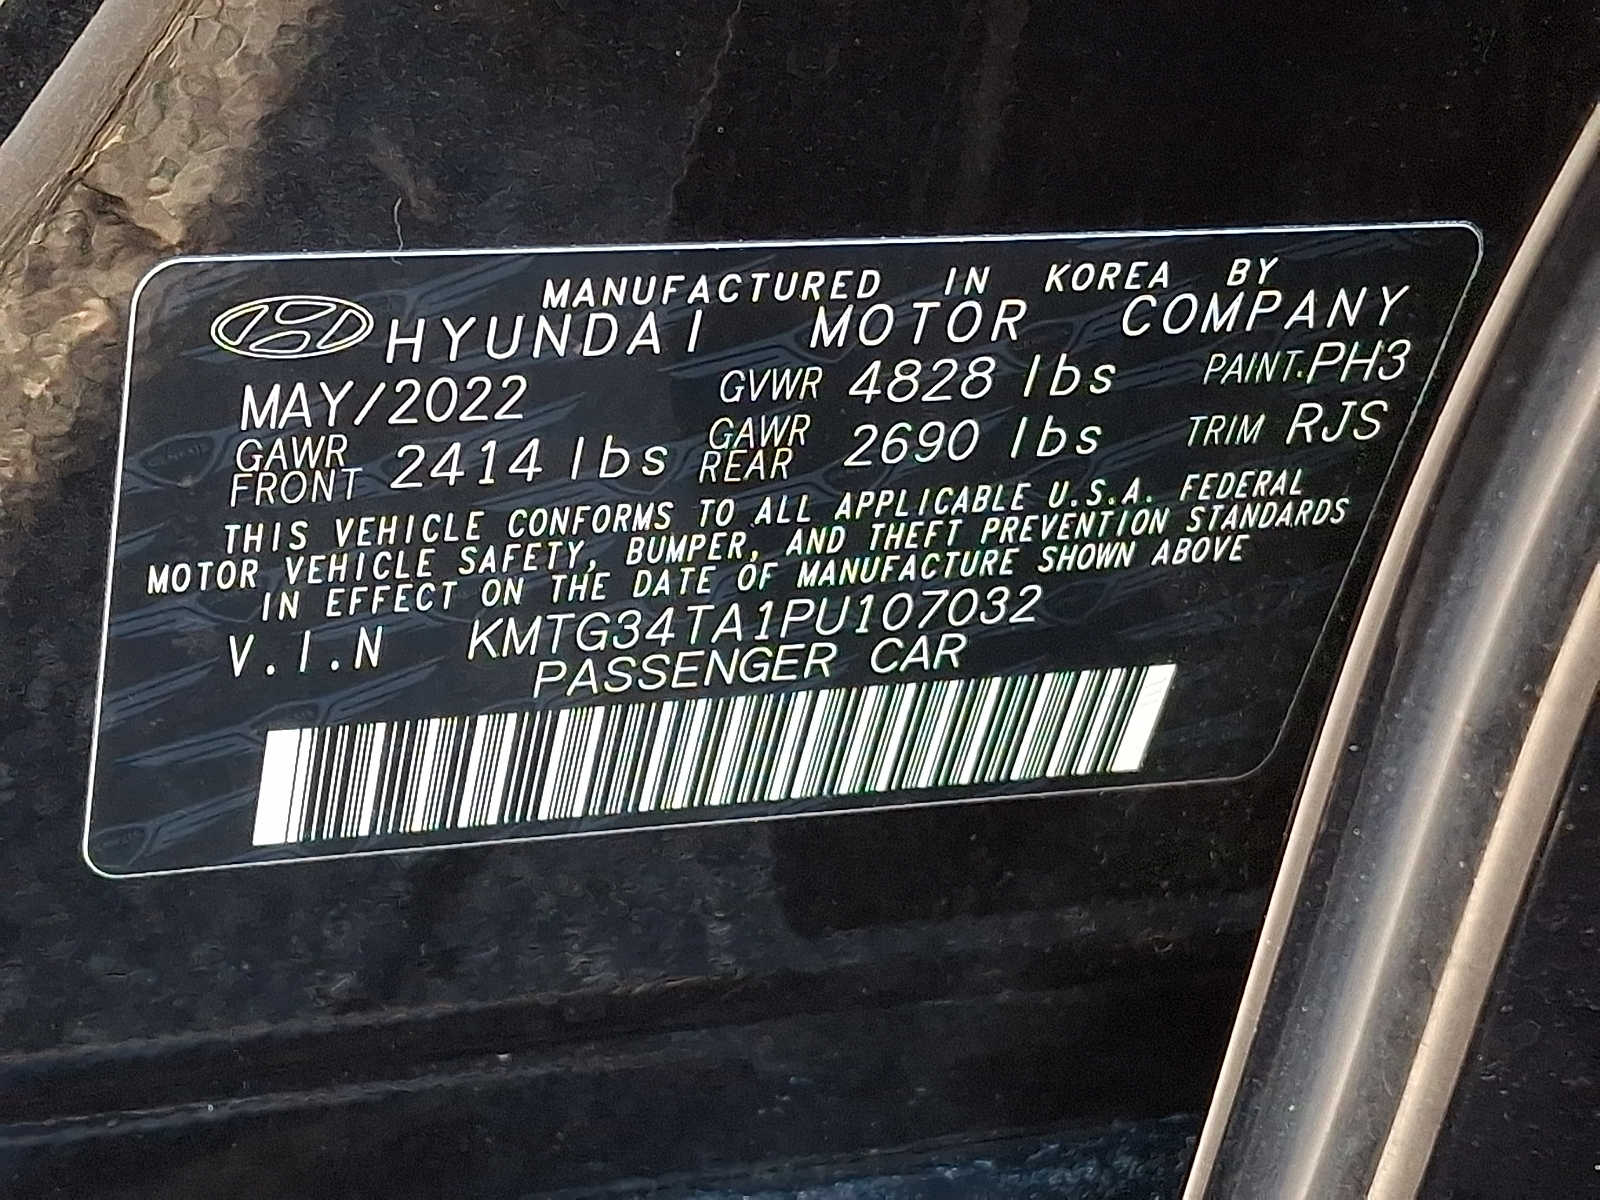 MANUFACTURED IN KOREA BY
HYUNDAI MOTOR COMPANY
MAY/2022 GVWR 4828 lbs PAINT.PH3
GAWR FRONT 2414 lbs GAWR REAR 2690 lbs TRIM RJS
THIS VEHICLE CONFORMS TO ALL APPLICABLE U.S.A. FEDERAL
MOTOR VEHICLE SAFETY, BUMPER, AND THEFT PREVENTION STANDARDS
IN EFFECT ON THE DATE OF MANUFACTURE SHOWN ABOVE
V.I.N KMTG34TA1PU107032
PASSENGER CAR